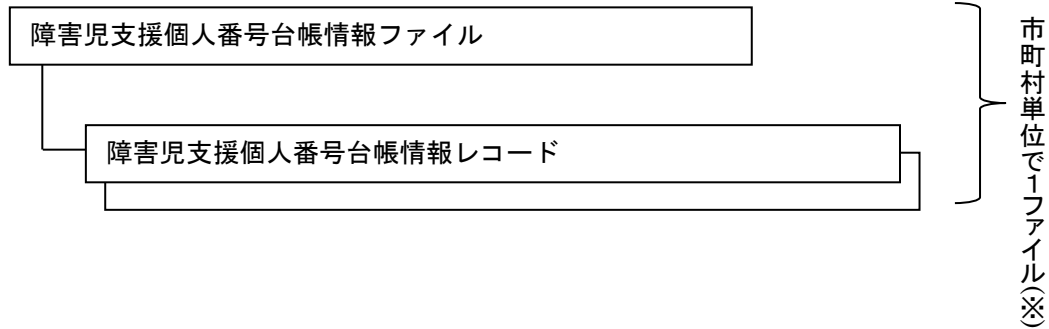 障害児支援個人番号台帳情報ファイル
障害児支援個人番号台帳情報レコード
市町村単位で1ファイル(※)